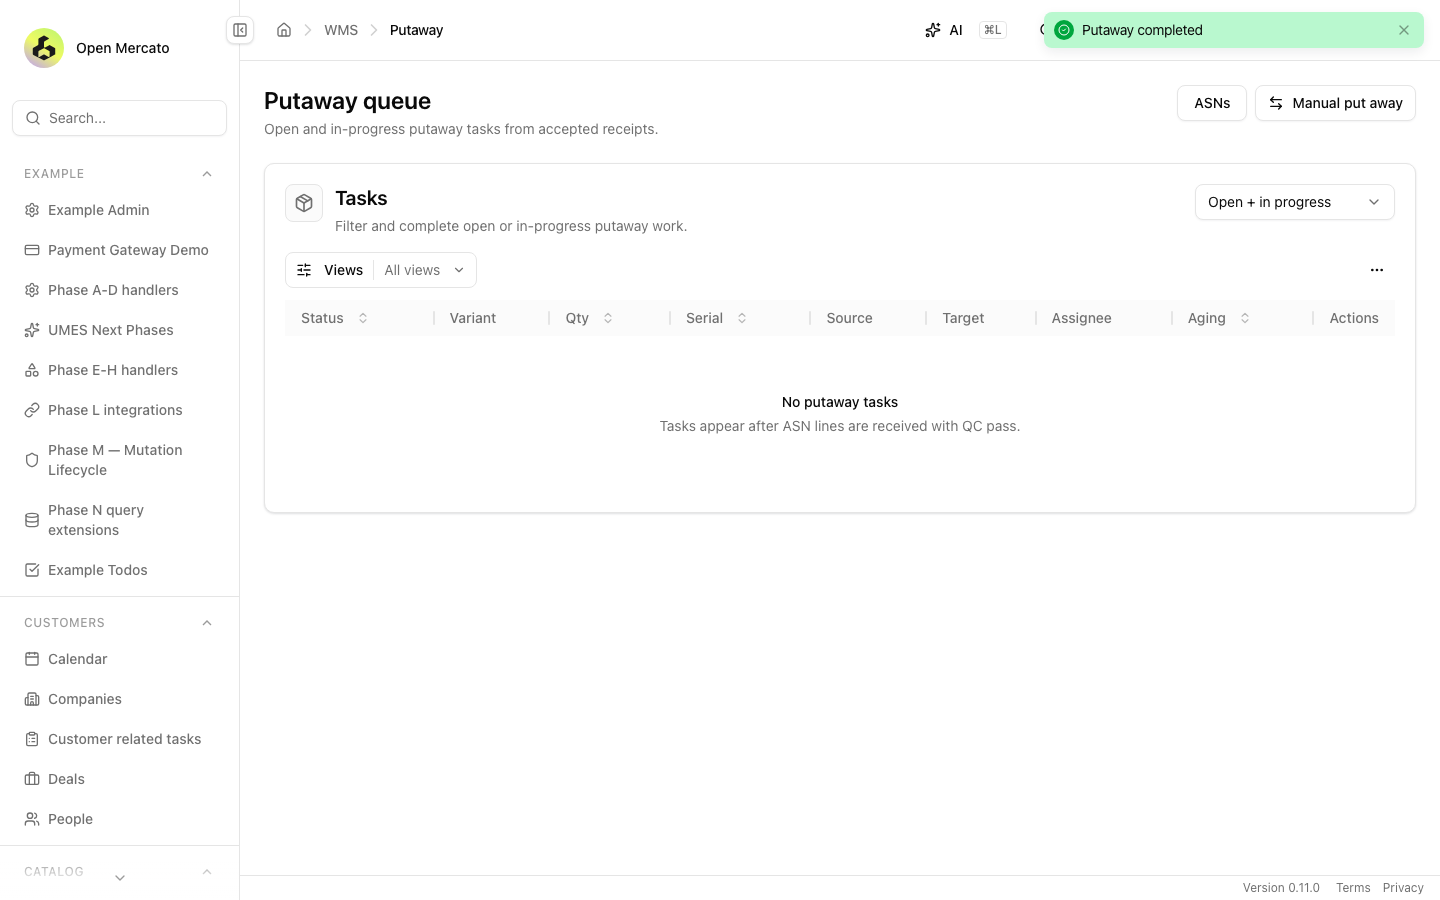 Open Mercato
Search...
EXAMPLE
Example Admin
Payment Gateway Demo
Phase A-D handlers
UMES Next Phases
Phase E-H handlers
Phase L integrations
Phase M — Mutation
Lifecycle
Phase N query
extensions
Example Todos
CUSTOMERS
Calendar
Companies
Customer related tasks
Deals
People
CATALOG
WMS Putaway
AI ⌘L
Putaway completed
Putaway queue
Open and in-progress putaway tasks from accepted receipts.
ASNs Manual put away
Tasks
Filter and complete open or in-progress putaway work.
Open + in progress
Views All views
Status Variant Qty Serial Source Target Assignee Aging Actions
No putaway tasks
Tasks appear after ASN lines are received with QC pass.
Version 0.11.0 Terms Privacy